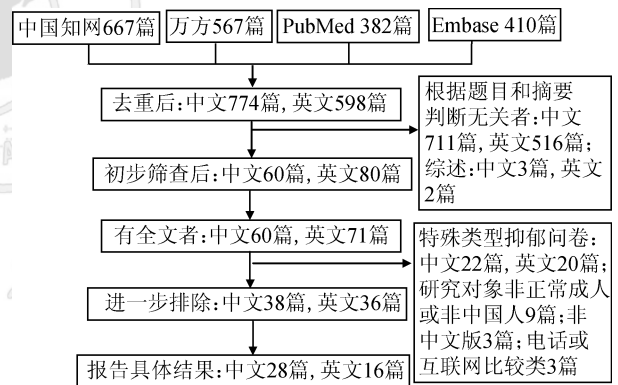 中国知网667篇
万方567篇
PubMed 382篇
Embase 410篇
去重后:中文774篇,英文598篇
根据题目和摘要
判断无关者:中文
711篇,英文516篇;
综述:中文3篇,英文
2篇
初步筛查后:中文60篇,英文80篇
有全文者:中文60篇,英文71篇
特殊类型抑郁问卷:
中文22篇,英文20篇;
研究对象非正常成人
或非中国人9篇;非
中文版3篇;电话或
互联网比较类3篇
进一步排除:中文38篇,英文36篇
报告具体结果:中文28篇,英文16篇